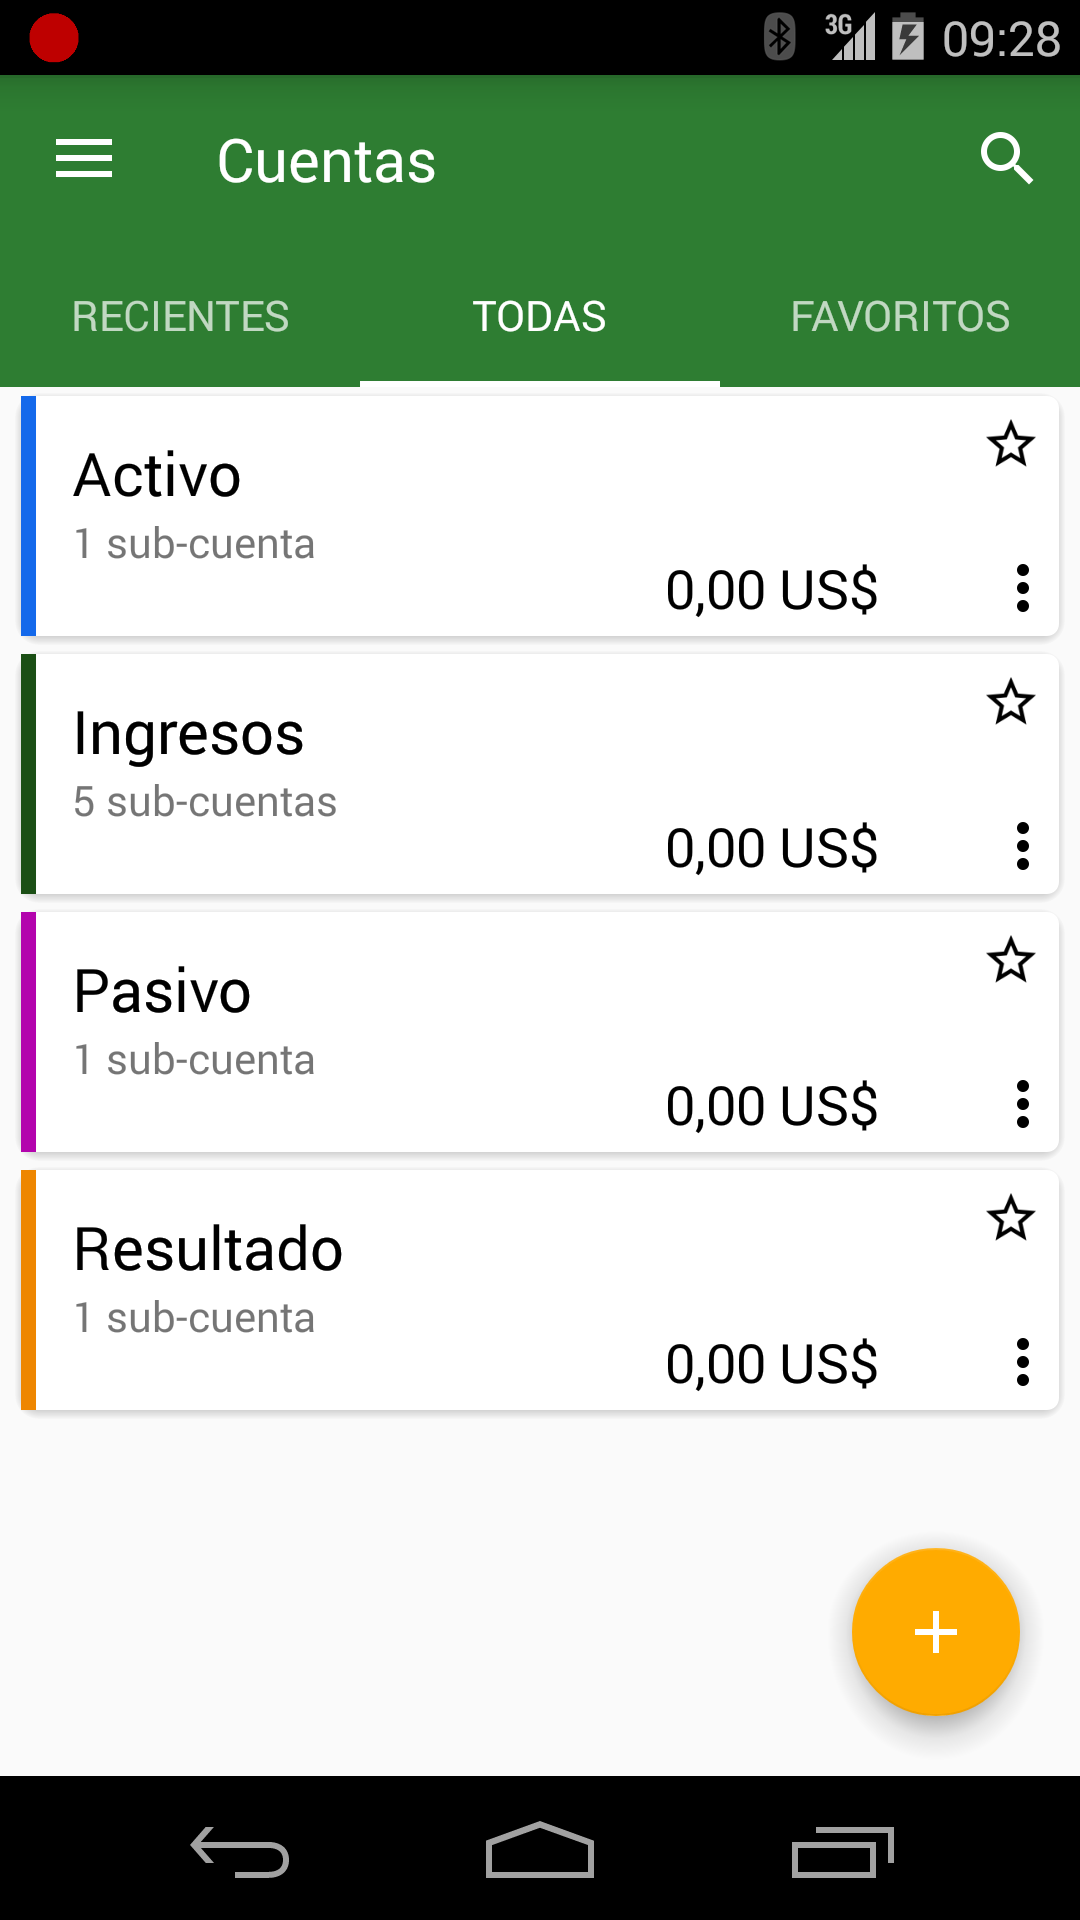 3G 09:28
Cuentas
RECIENTES TODAS FAVORITOS
Activo
1 sub-cuenta
0,00 US$
Ingresos
5 sub-cuentas
0,00 US$
Pasivo
1 sub-cuenta
0,00 US$
Resultado
1 sub-cuenta
0,00 US$